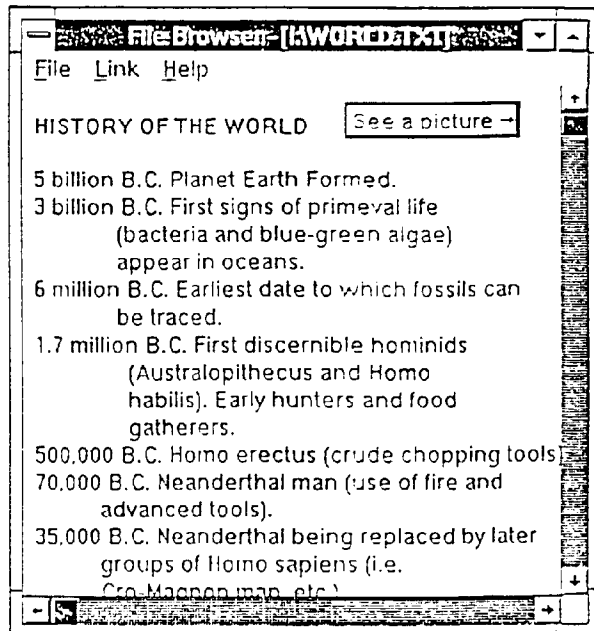 File Browser - [I:\WORLD.TXT]
File Link Help
HISTORY OF THE WORLD See a picture →
5 billion B.C. Planet Earth Formed.
3 billion B.C. First signs of primeval life
(bacteria and blue-green algae)
appear in oceans.
6 million B.C. Earliest date to which fossils can
be traced.
1.7 million B.C. First discernible hominids
(Australopithecus and Homo
habilis). Early hunters and food
gatherers.
500,000 B.C. Homo erectus (crude chopping tools)
70,000 B.C. Neanderthal man (use of fire and
advanced tools).
35,000 B.C. Neanderthal being replaced by later
groups of Homo sapiens (i.e.
Cro-Magnon man, etc.)